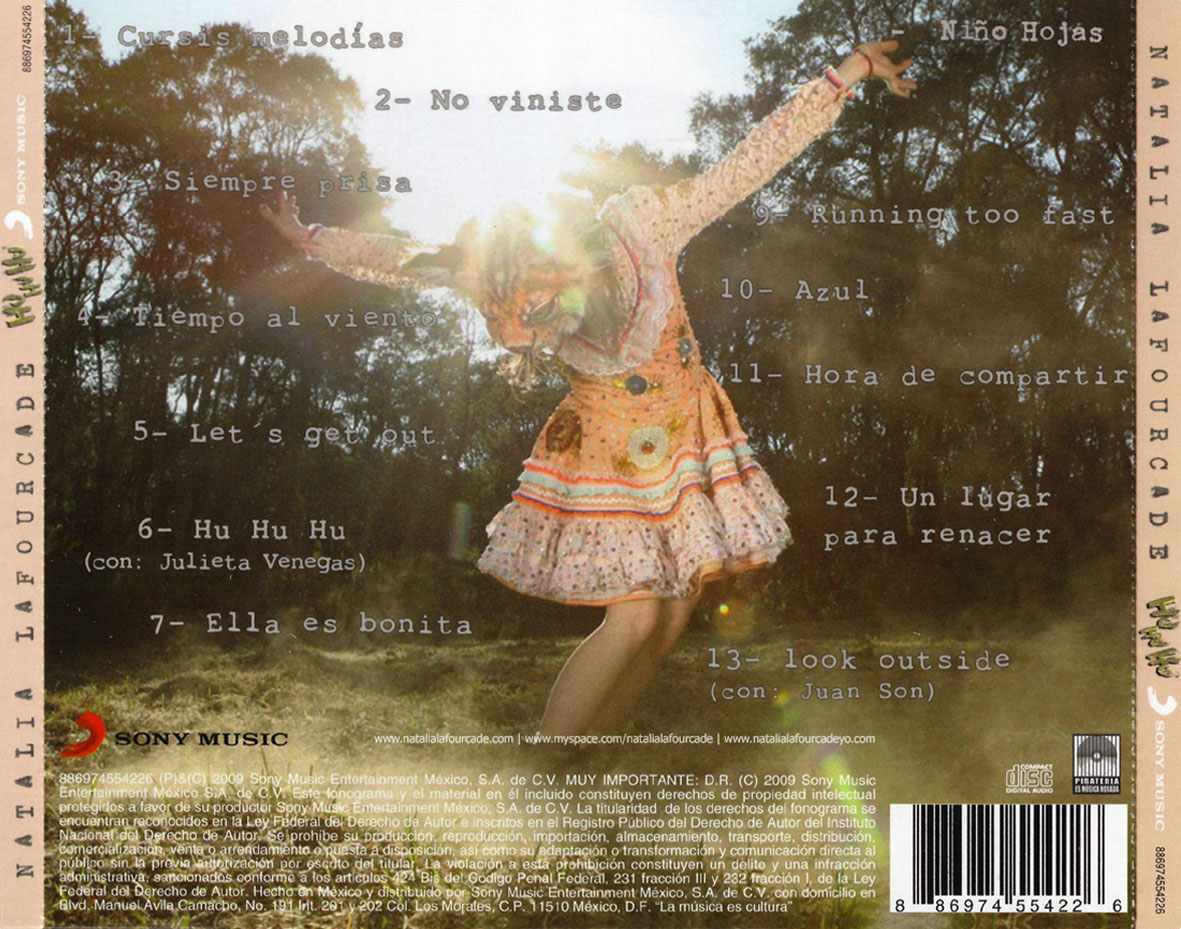 1- Cursis melodías
2- No viniste
3- Siempre prisa
4- Tiempo al viento
5- Let´s get out
6- Hu Hu Hu
(con: Julieta Venegas)
7- Ella es bonita
- Niño Hojas
9- Running too fast
10- Azul
11- Hora de compartir
12- Un lugar
para renacer
13- look outside
(con: Juan Son)
SONY MUSIC
www.natalialafourcade.com | www.myspace.com/natalialafourcade | www.natalialafourcadeyo.com
886974554226 (P)&(C) 2009 Sony Music Entertainment México, S.A. de C.V. MUY IMPORTANTE: D.R. (C) 2009 Sony Music
Entertainment México S.A. de C.V. Este fonograma y el material en él incluido constituyen derechos de propiedad intelectual
protegidos a favor de su productor Sony Music Entertainment México, S.A. de C.V. La titularidad de los derechos del fonograma se
encuentran reconocidos en la Ley Federal del Derecho de Autor e inscritos en el Registro Público del Derecho de Autor del Instituto
Nacional del Derecho de Autor. Se prohíbe su producción, reproducción, importación, almacenamiento, transporte, distribución,
comercialización, venta o arrendamiento o puesta a disposición, así como su adaptación o transformación y comunicación directa al
público sin la previa autorización por escrito del titular. La violación a esta prohibición constituyen un delito y una infracción
administrativa, sancionados conforme a los artículos 424 Bis del Código Penal Federal, 231 fracción III y 232 fracción I, de la Ley
Federal del Derecho de Autor. Hecho en México y distribuido por Sony Music Entertainment México, S.A. de C.V. con domicilio en
Blvd. Manuel Avila Camacho, No. 191 Int. 201 y 202 Col. Los Morales, C.P. 11510 México, D.F. "La música es cultura"
COMPACT
disc
DIGITAL AUDIO
PIRATERIA
ES MÚSICA ROBADA
8 86974 55422 6
NATALIA LAFOURCADE
Hu Hu Hu
SONY MUSIC
886974554226
NATALIA LAFOURCADE
Hu Hu Hu
SONY MUSIC
886974554226